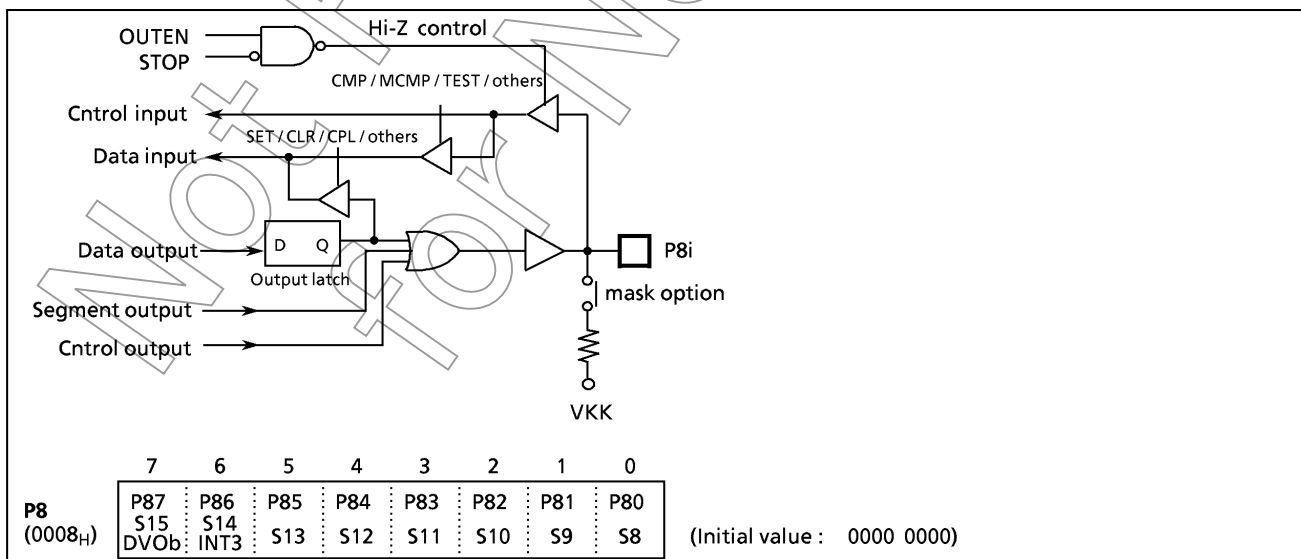 OUTEN
STOP
Hi-Z control
CMP / MCMP / TEST / others
Cntrol input
SET / CLR / CPL / others
Data input
Data output
D Q
Output latch
P8i
mask option
Segment output
Cntrol output
VKK
7 6 5 4 3 2 1 0
P8
(0008H)
P87 P86 P85 P84 P83 P82 P81 P80
S15 S14 S13 S12 S11 S10 S9 S8
DVOb INT3
(Initial value : 0000 0000)
Not
for